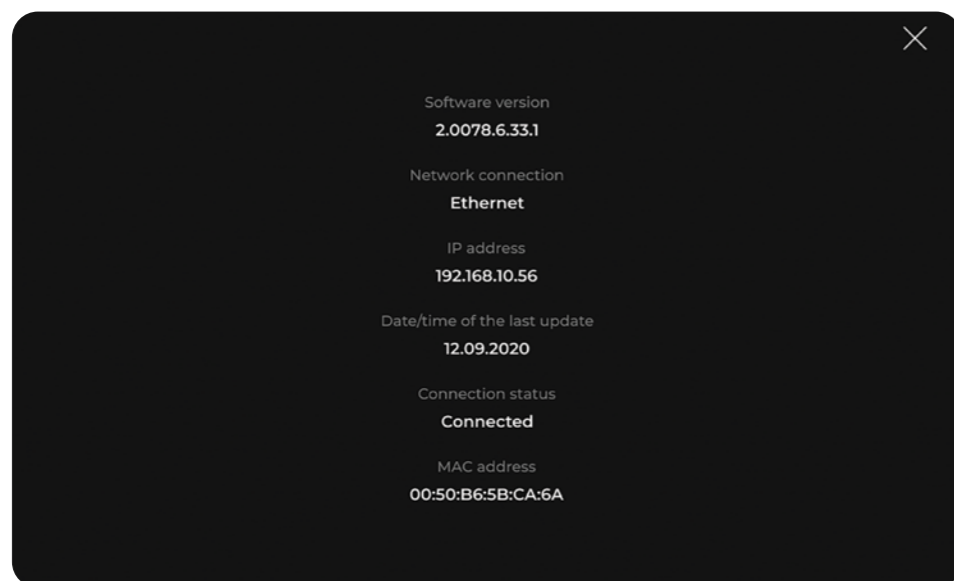 Software version
2.0078.6.33.1
Network connection
Ethernet
IP address
192.168.10.56
Date/time of the last update
12.09.2020
Connection status
Connected
MAC address
00:50:B6:5B:CA:6A